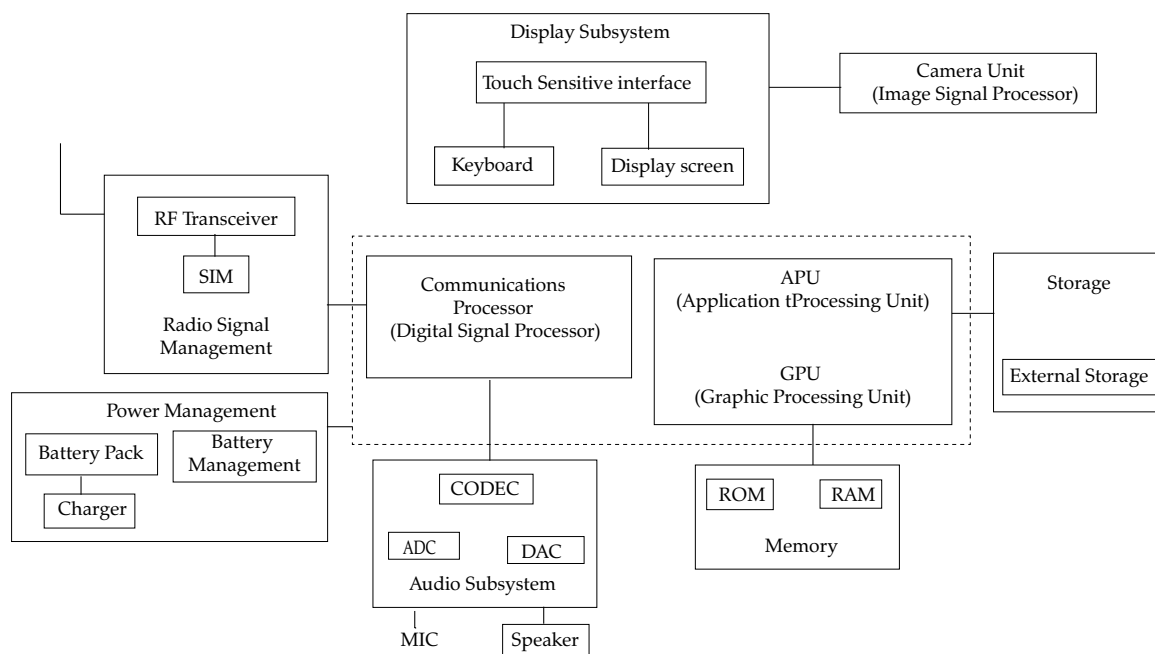 Display Subsystem
Touch Sensitive interface
Keyboard
Display screen
Camera Unit
(Image Signal Processor)
RF Transceiver
SIM
Radio Signal
Management
Communications
Processor
(Digital Signal Processor)
APU
(Application tProcessing Unit)
GPU
(Graphic Processing Unit)
Storage
External Storage
Power Management
Battery Pack
Battery
Management
Charger
CODEC
ADC
DAC
Audio Subsystem
MIC
Speaker
ROM
RAM
Memory